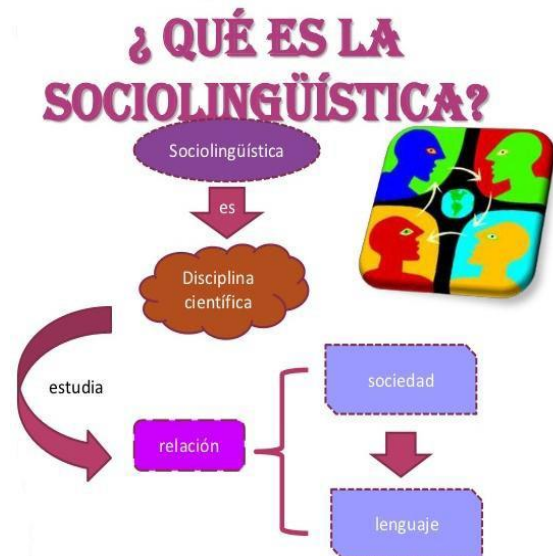 ¿ QUÉ ES LA
SOCIOLINGÜÍSTICA?
Sociolingüística
es
Disciplina
científica
estudia
relación
sociedad
lenguaje